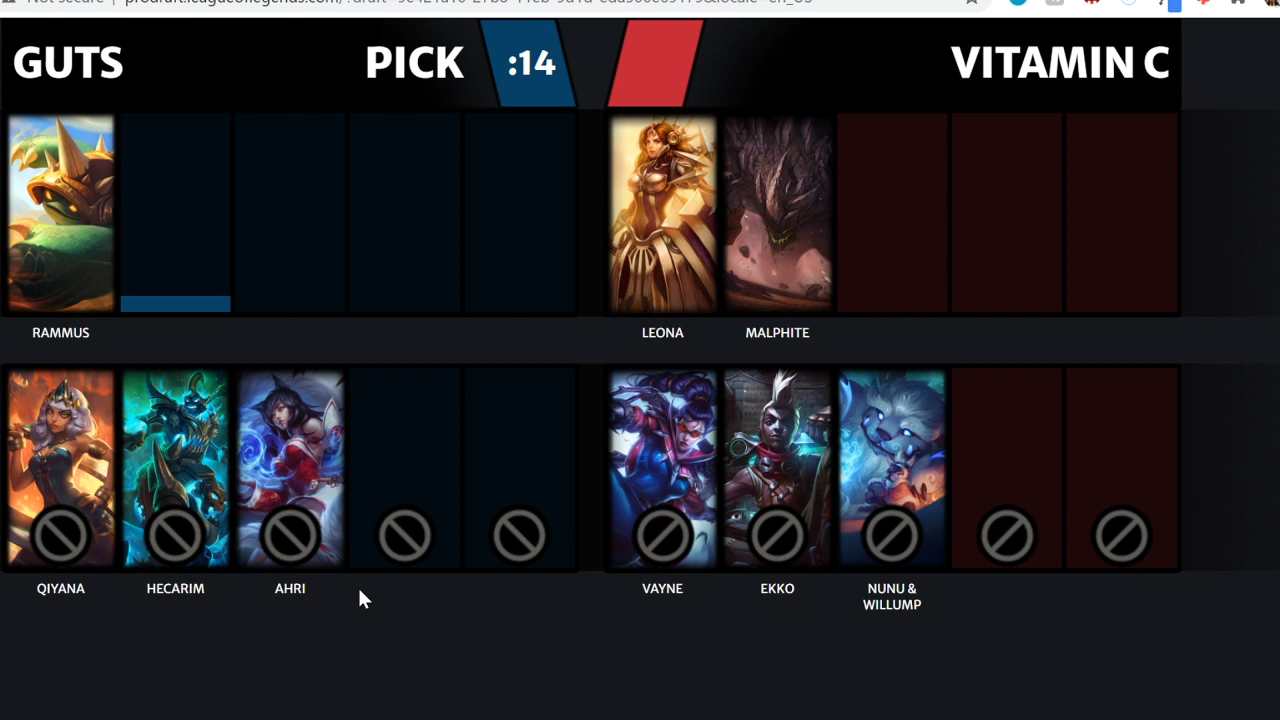 GUTS
PICK
:14
VITAMIN C
RAMMUS
LEONA
MALPHITE
QIYANA
HECARIM
AHRI
VAYNE
EKKO
NUNU &
WILLUMP